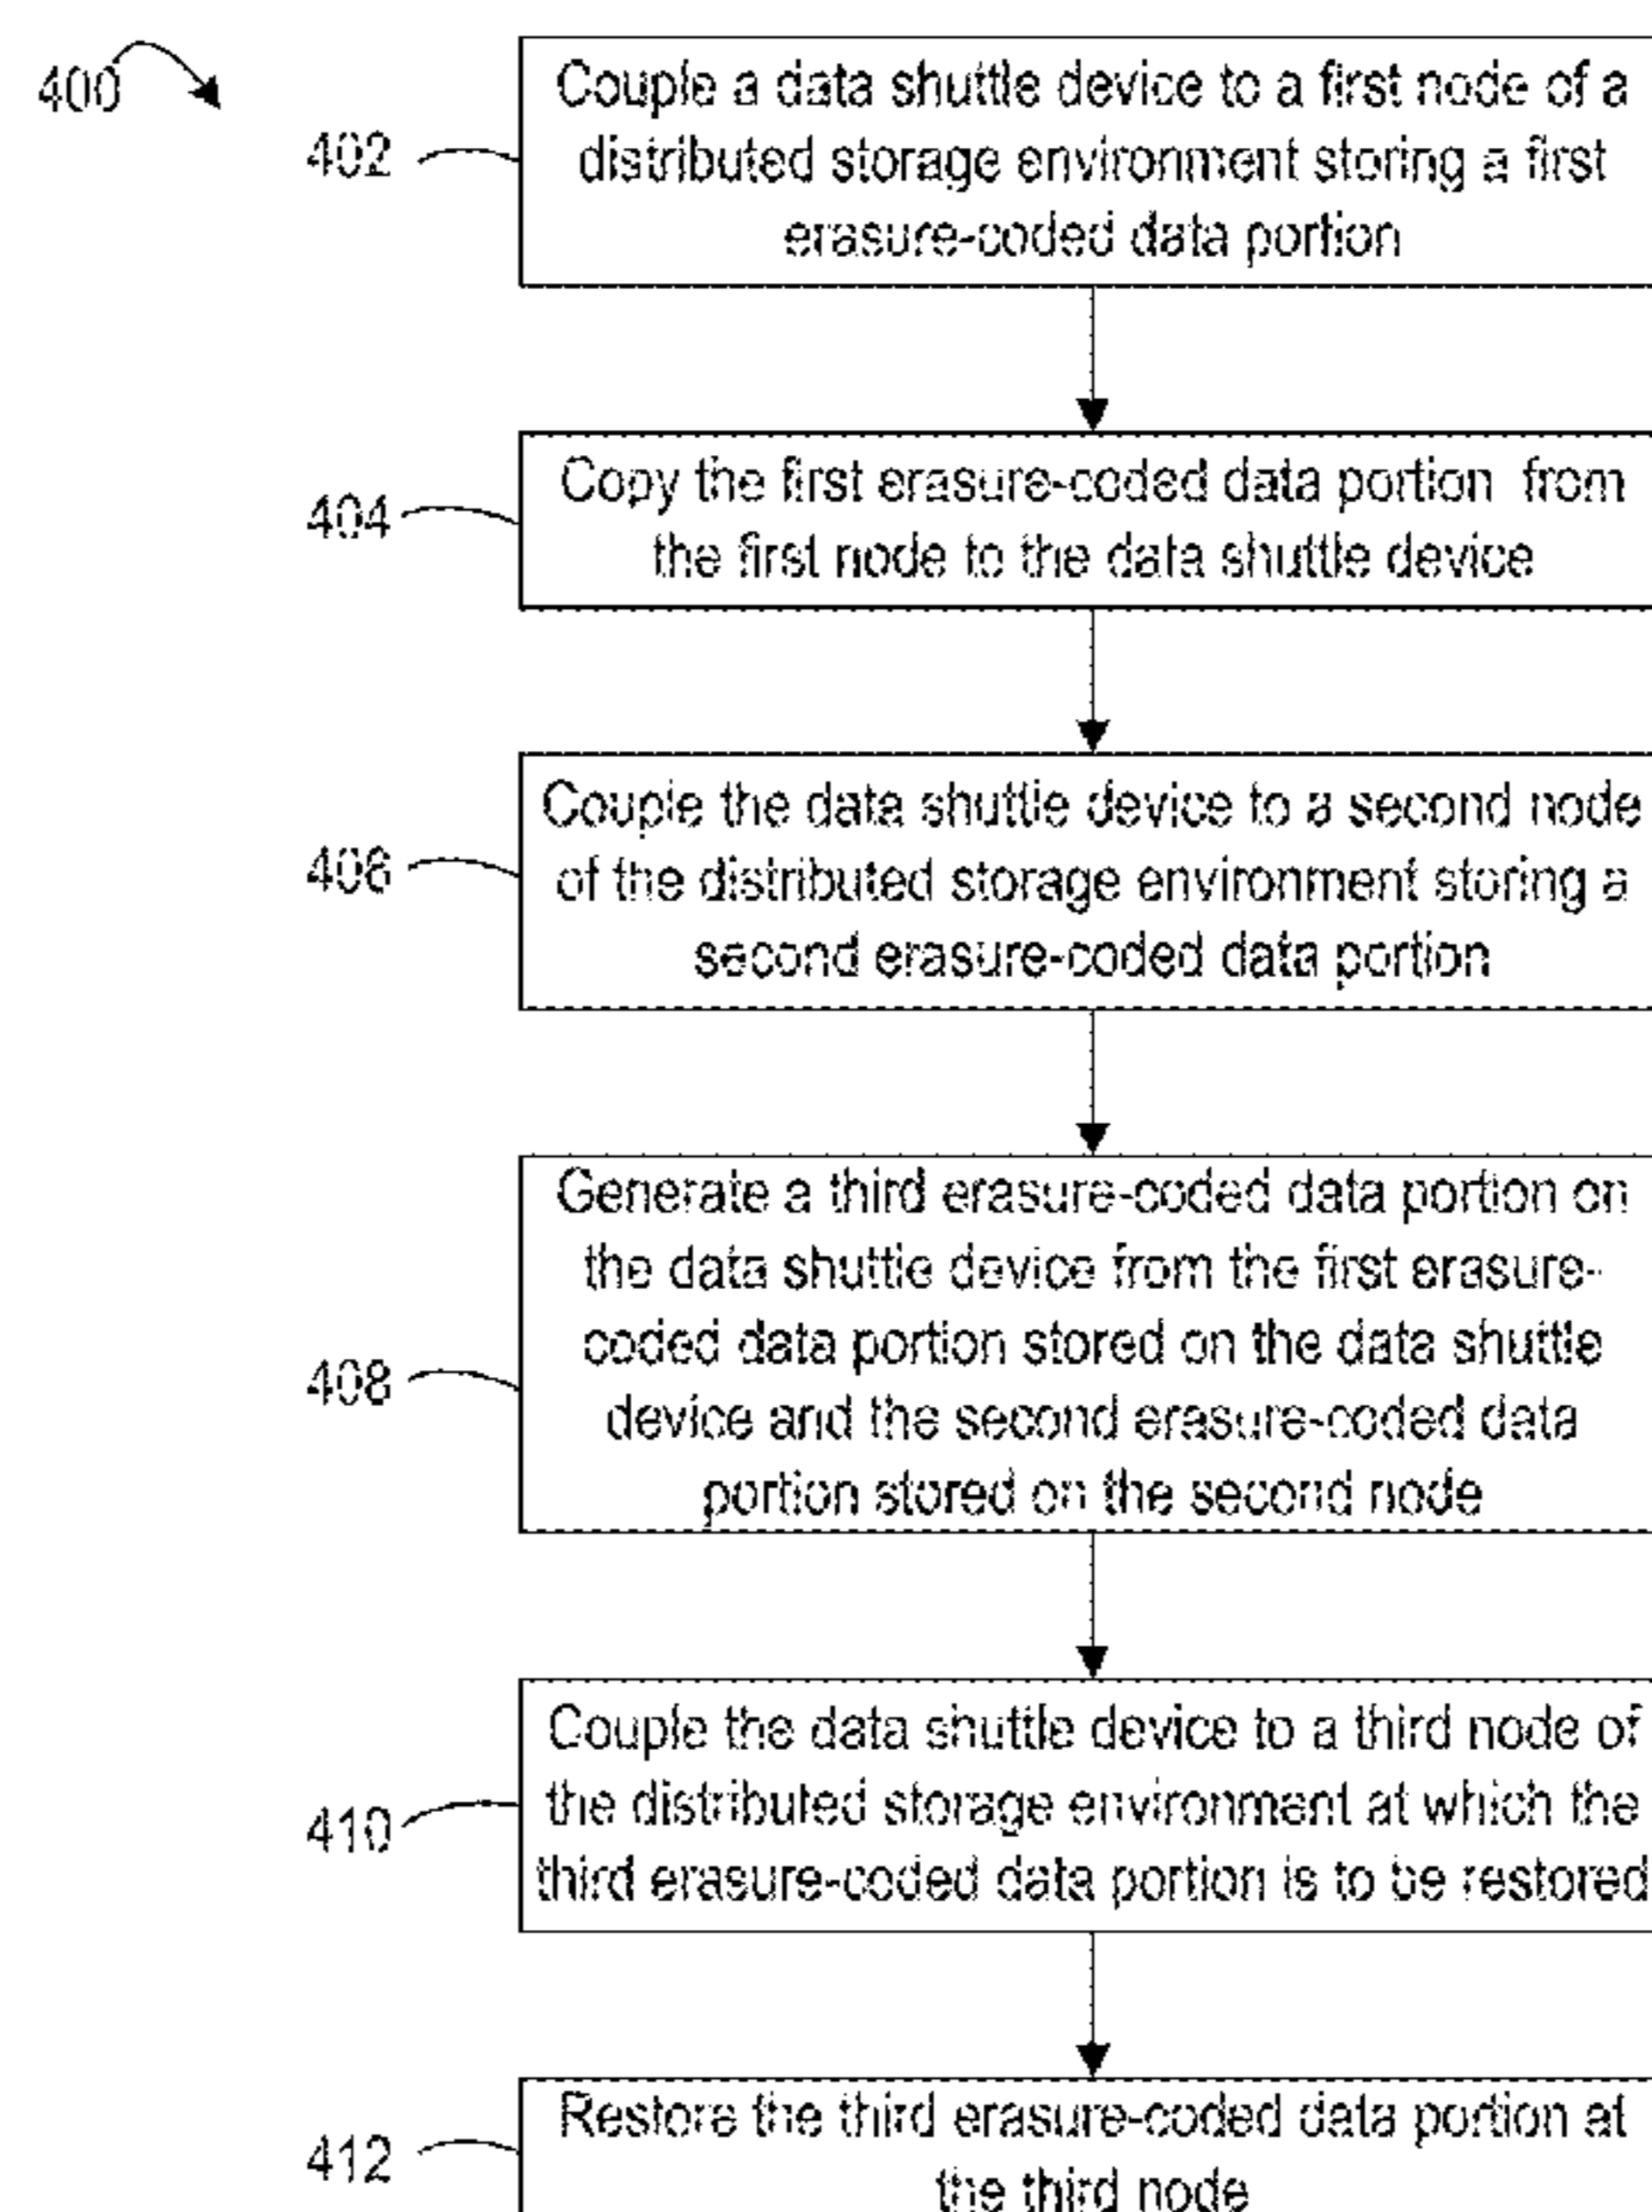 400
402
Couple a data shuttle device to a first node of a
distributed storage environment storing a first
erasure-coded data portion
404
Copy the first erasure-coded data portion from
the first node to the data shuttle device
406
Couple the data shuttle device to a second node
of the distributed storage environment storing a
second erasure-coded data portion
408
Generate a third erasure-coded data portion on
the data shuttle device from the first erasure-
coded data portion stored on the data shuttle
device and the second erasure-coded data
portion stored on the second node
410
Couple the data shuttle device to a third node of
the distributed storage environment at which the
third erasure-coded data portion is to be restored
412
Restore the third erasure-coded data portion at
the third node